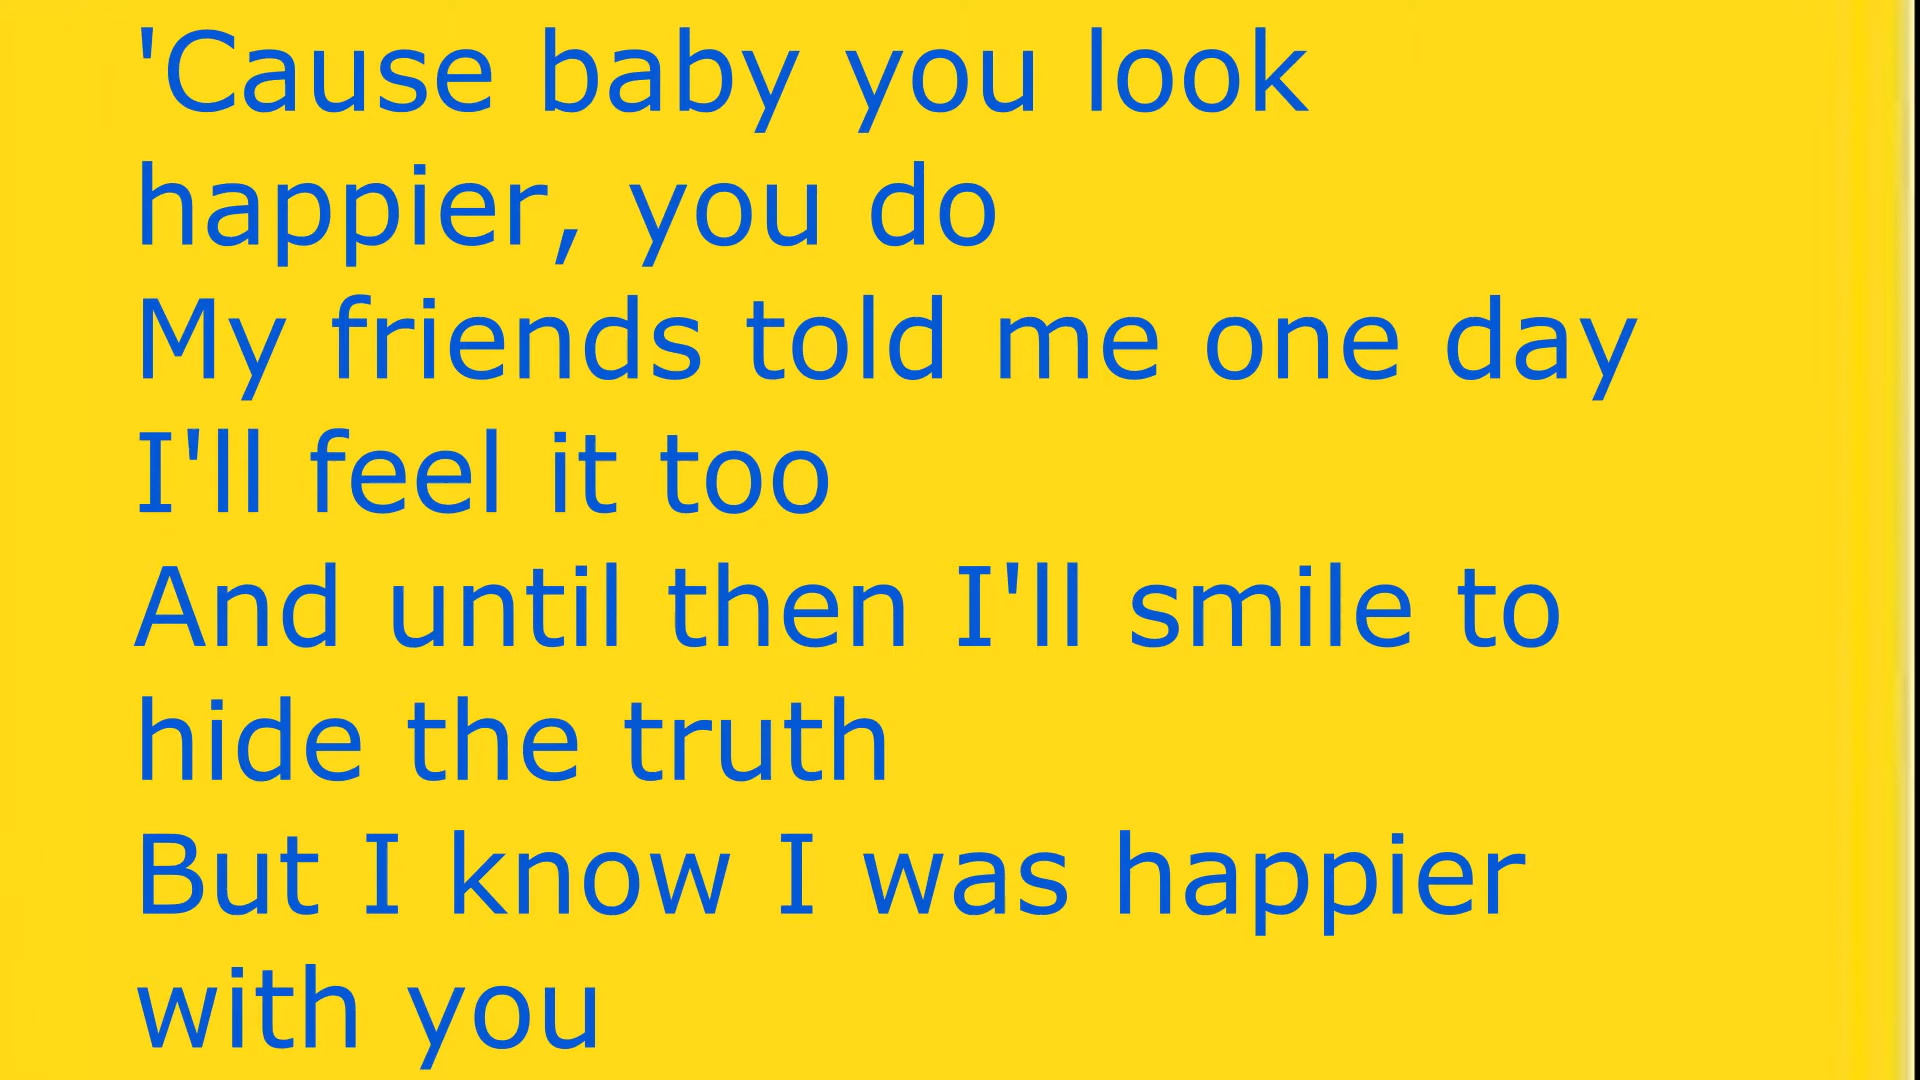 'Cause baby you look
happier, you do
My friends told me one day
I'll feel it too
And until then I'll smile to
hide the truth
But I know I was happier
with you